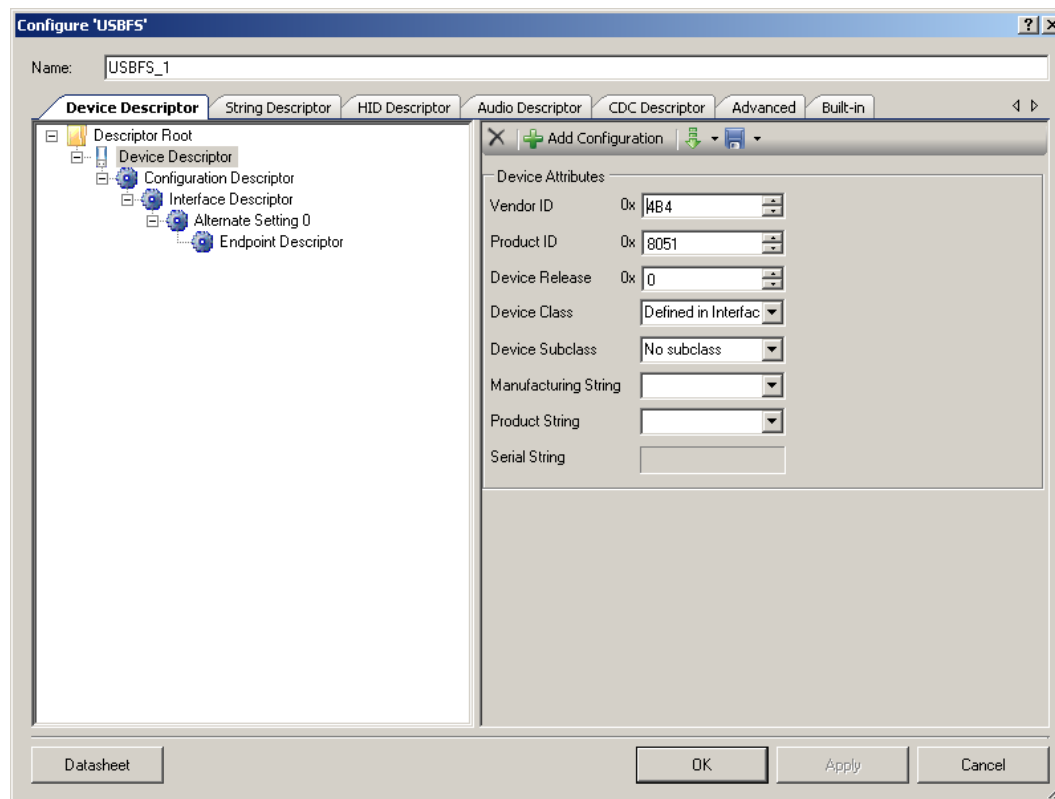 Configure 'USBFS'
Name: USBFS_1
Device Descriptor String Descriptor HID Descriptor Audio Descriptor CDC Descriptor Advanced Built-in
Descriptor Root
Device Descriptor
Configuration Descriptor
Interface Descriptor
Alternate Setting 0
Endpoint Descriptor
Add Configuration
Device Attributes
Vendor ID 0x 4B4
Product ID 0x 8051
Device Release 0x 0
Device Class Defined in Interfac
Device Subclass No subclass
Manufacturing String
Product String
Serial String
Datasheet OK Apply Cancel